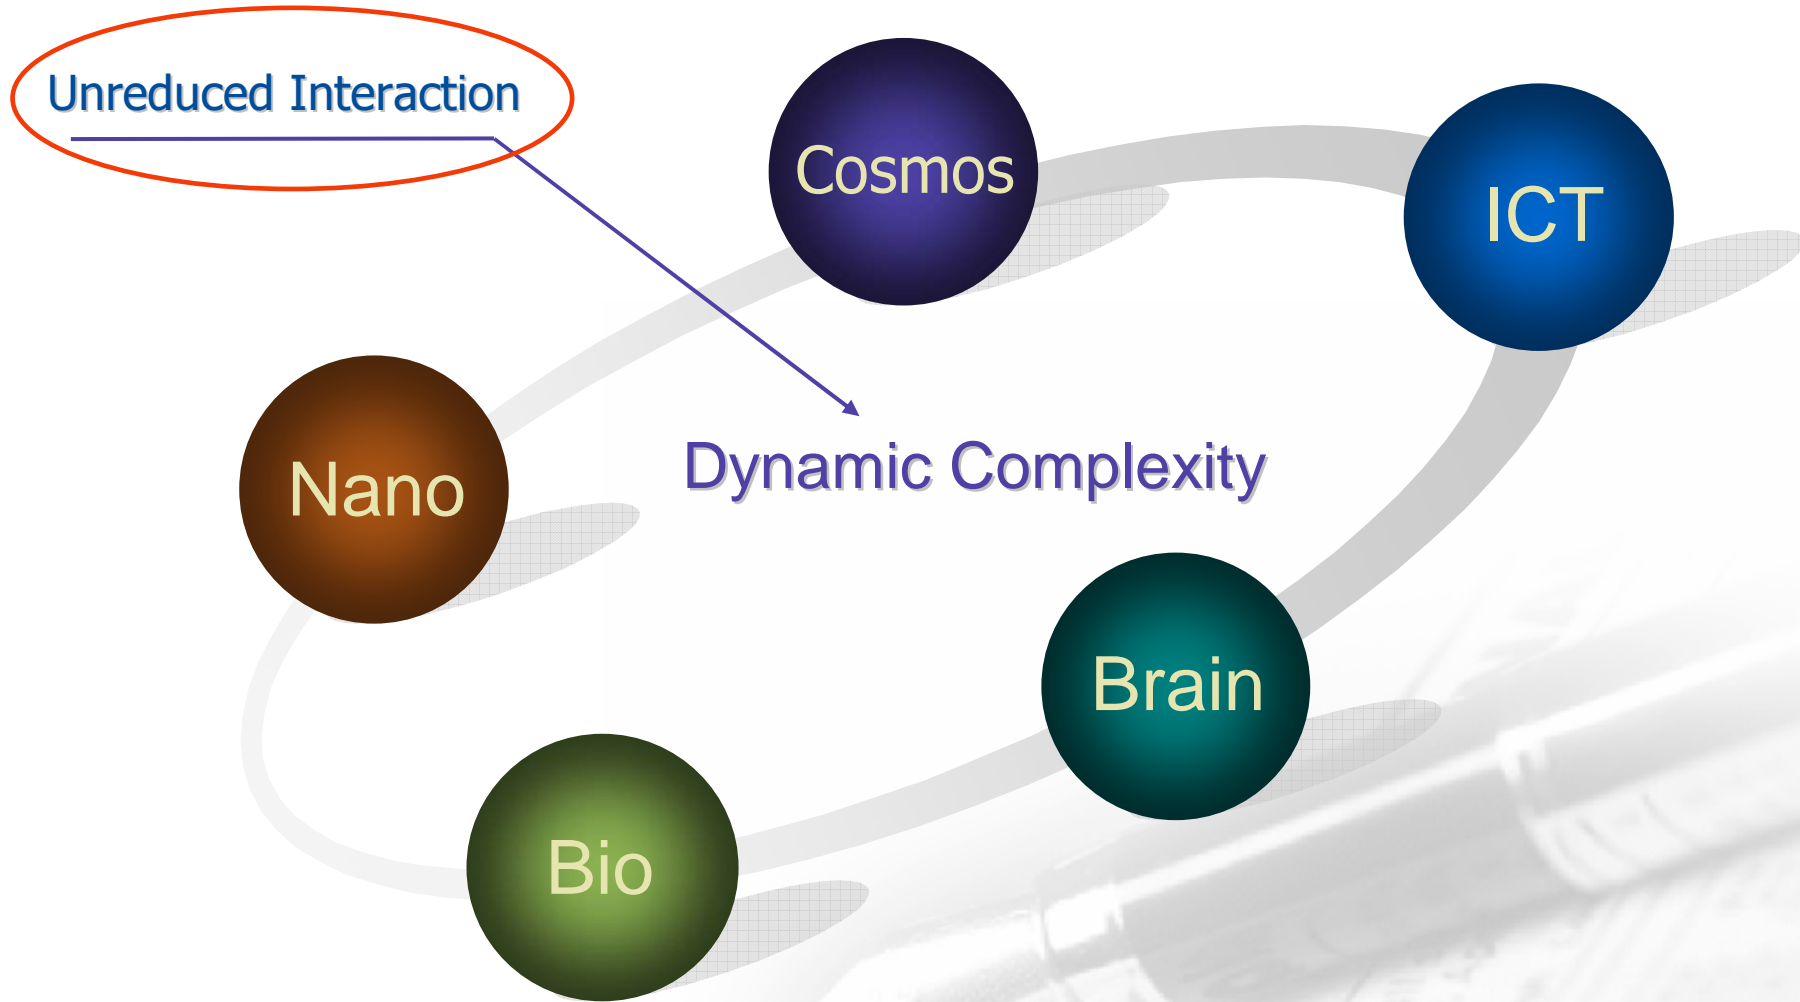 Unreduced Interaction
Cosmos
ICT
Nano
Dynamic Complexity
Brain
Bio